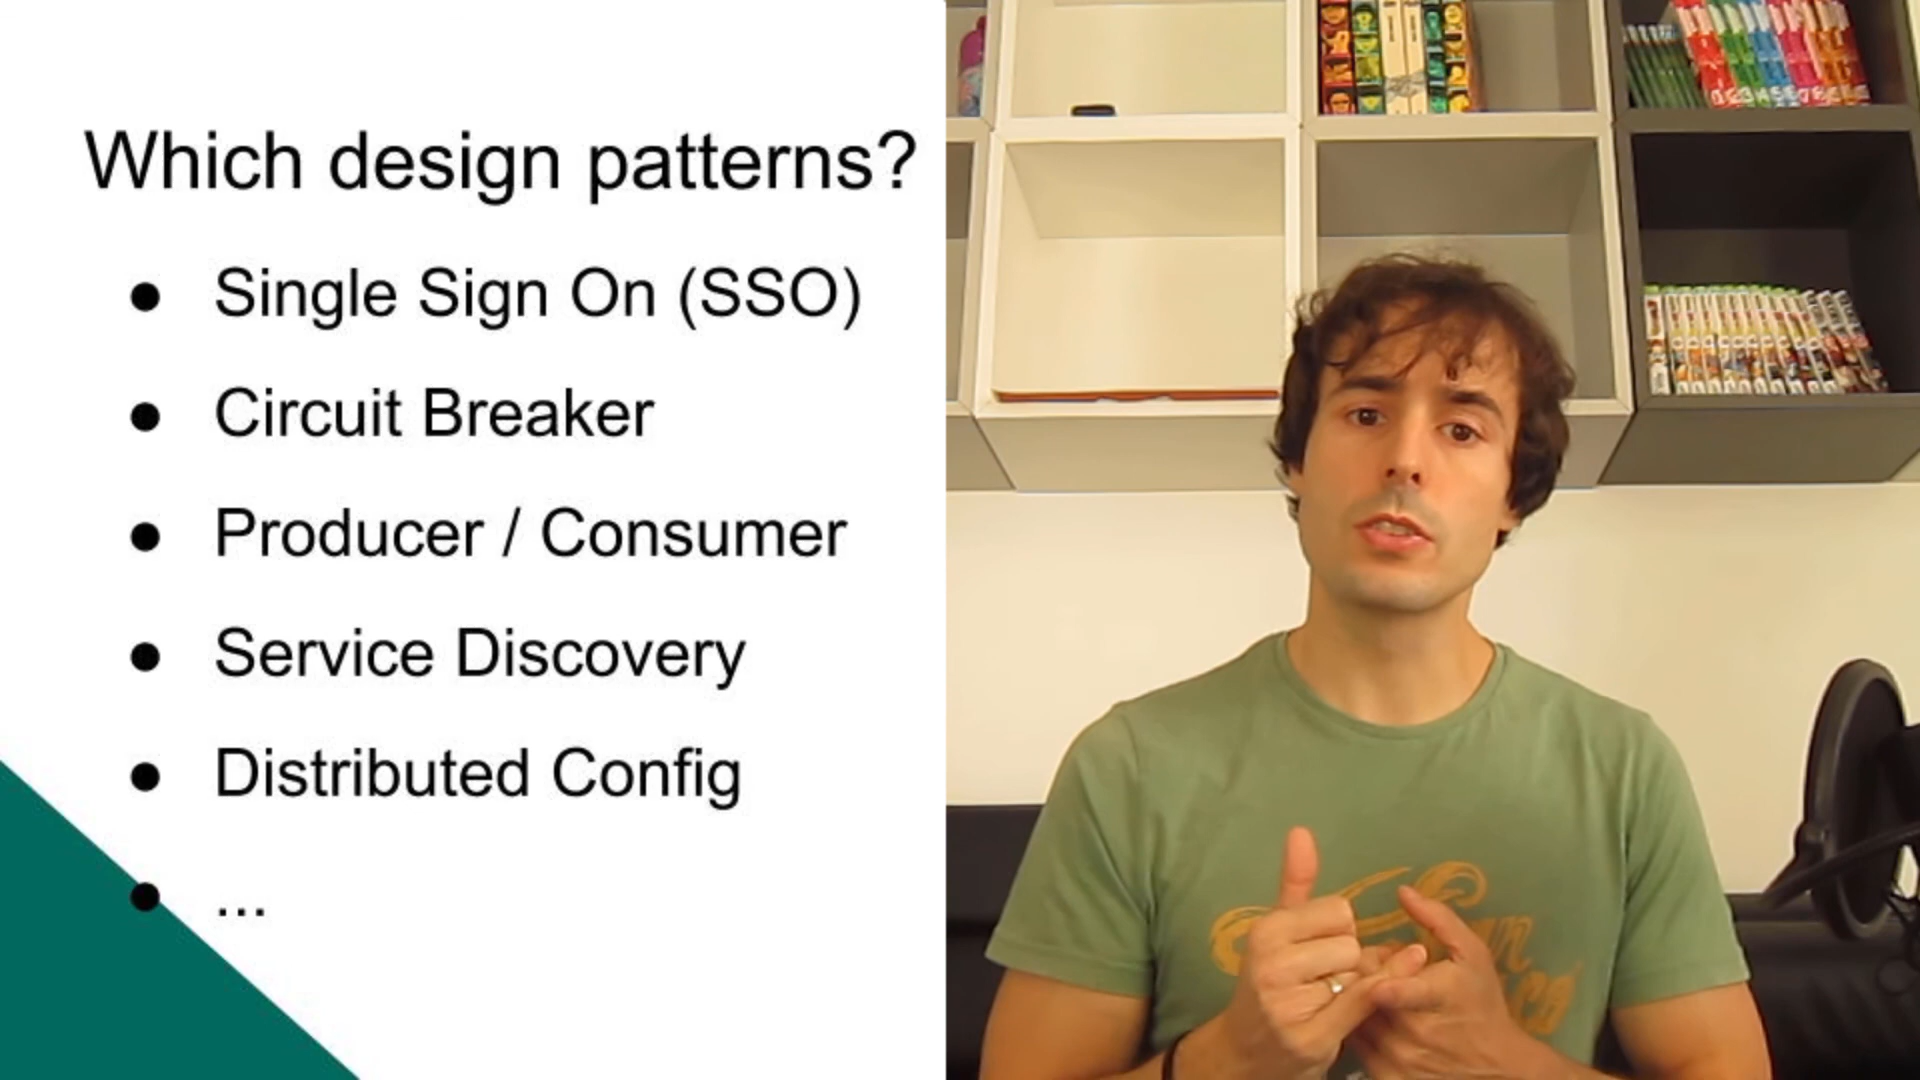 Which design patterns?
● Single Sign On (SSO)
● Circuit Breaker
● Producer / Consumer
● Service Discovery
● Distributed Config
● ...